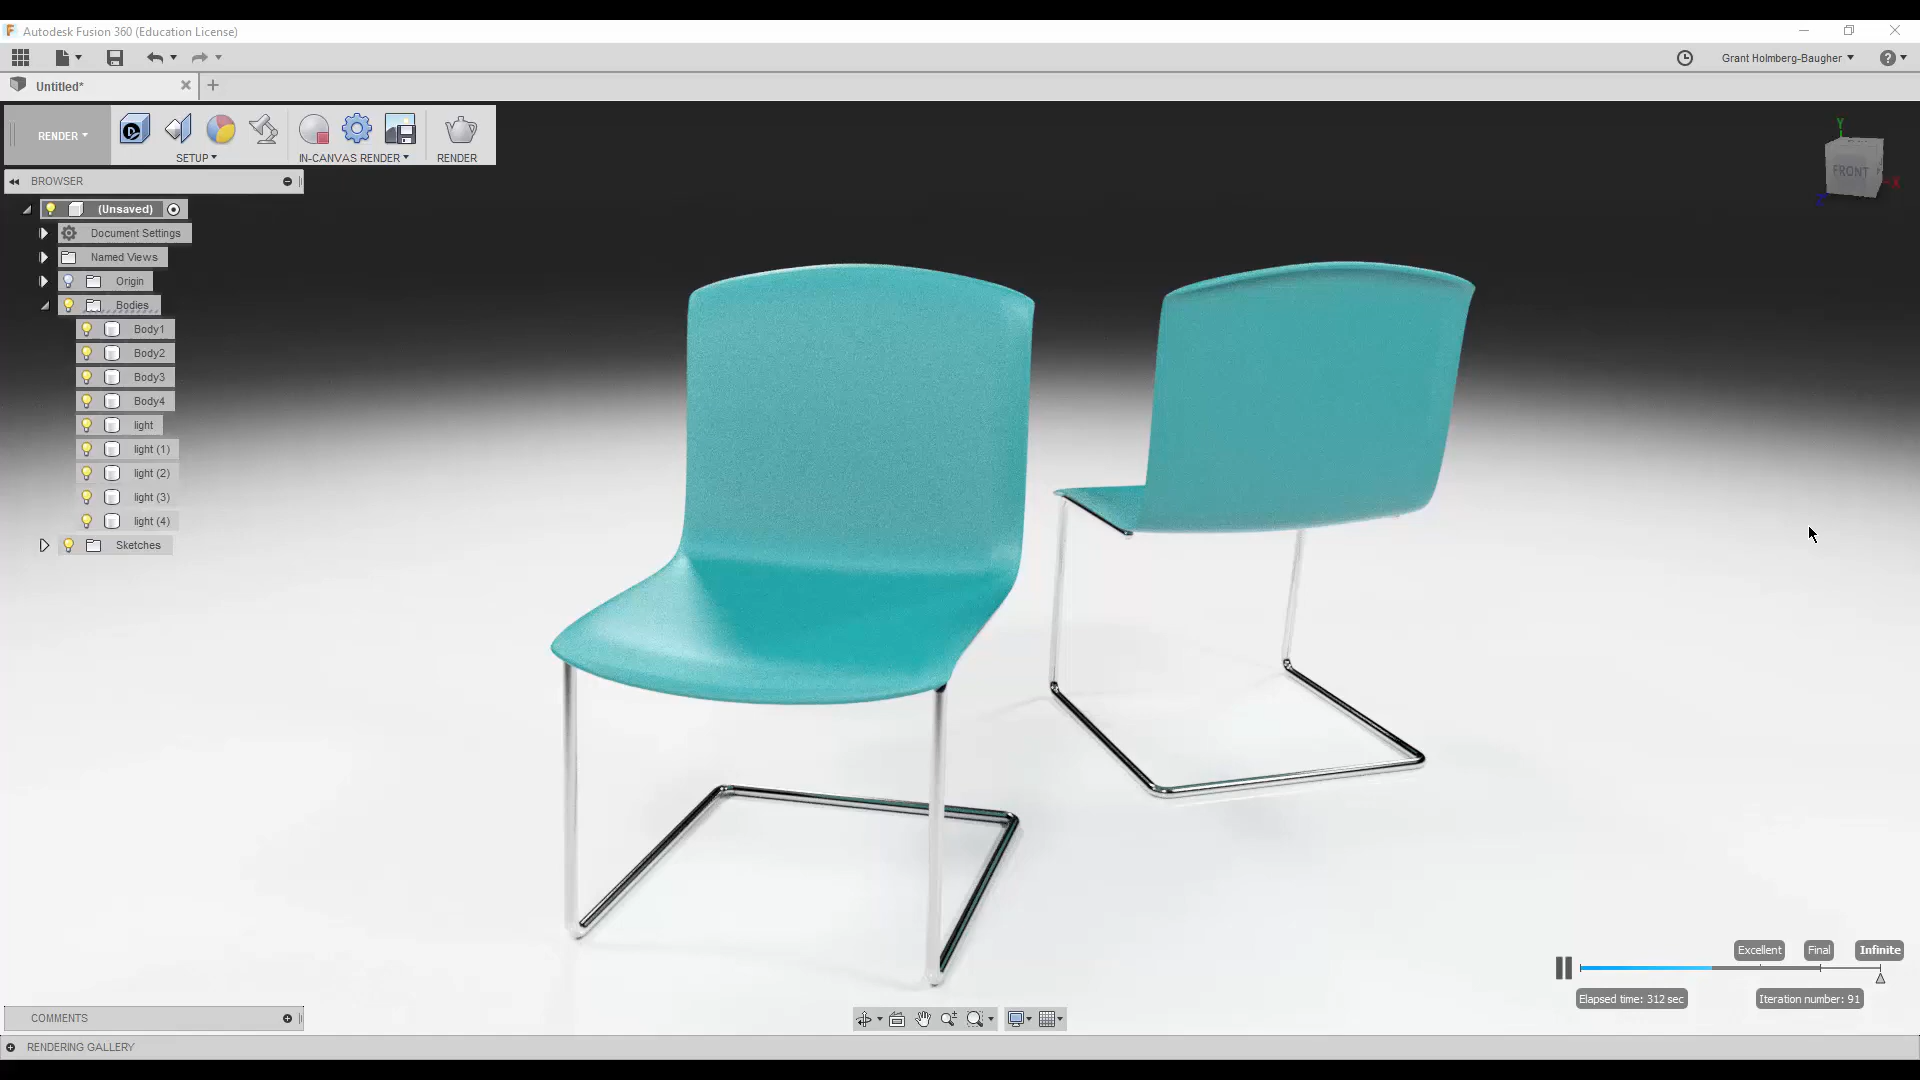 Autodesk Fusion 360 (Education License)
Grant Holmberg-Baugher
Untitled*
RENDER
SETUP
IN-CANVAS RENDER
RENDER
BROWSER
(Unsaved)
Document Settings
Named Views
Origin
Bodies
Body1
Body2
Body3
Body4
light
light (1)
light (2)
light (3)
light (4)
Sketches
Y
FRONT
X
Z
Excellent
Final
Infinite
Elapsed time: 312 sec
Iteration number: 91
COMMENTS
RENDERING GALLERY